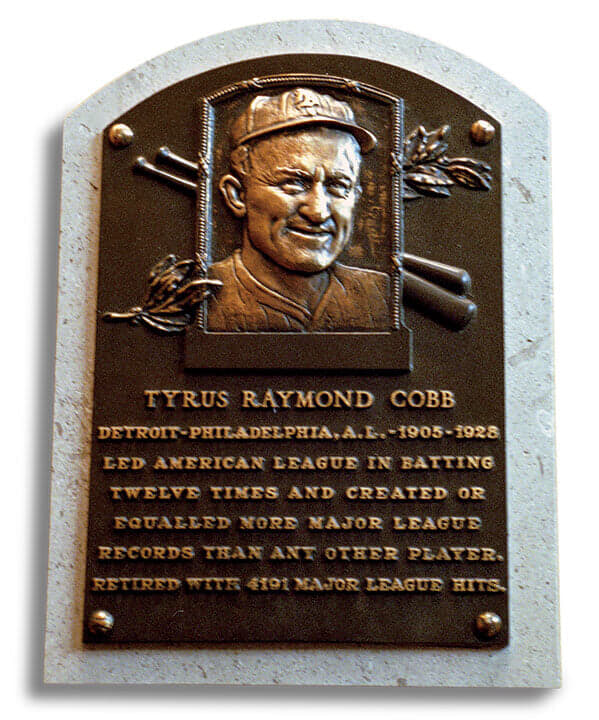 TYRUS RAYMOND COBB
DETROIT-PHILADELPHIA, A.L.-1905-1928
LED AMERICAN LEAGUE IN BATTING
TWELVE TIMES AND CREATED OR
EQUALLED MORE MAJOR LEAGUE
RECORDS THAN ANY OTHER PLAYER.
RETIRED WITH 4191 MAJOR LEAGUE HITS.